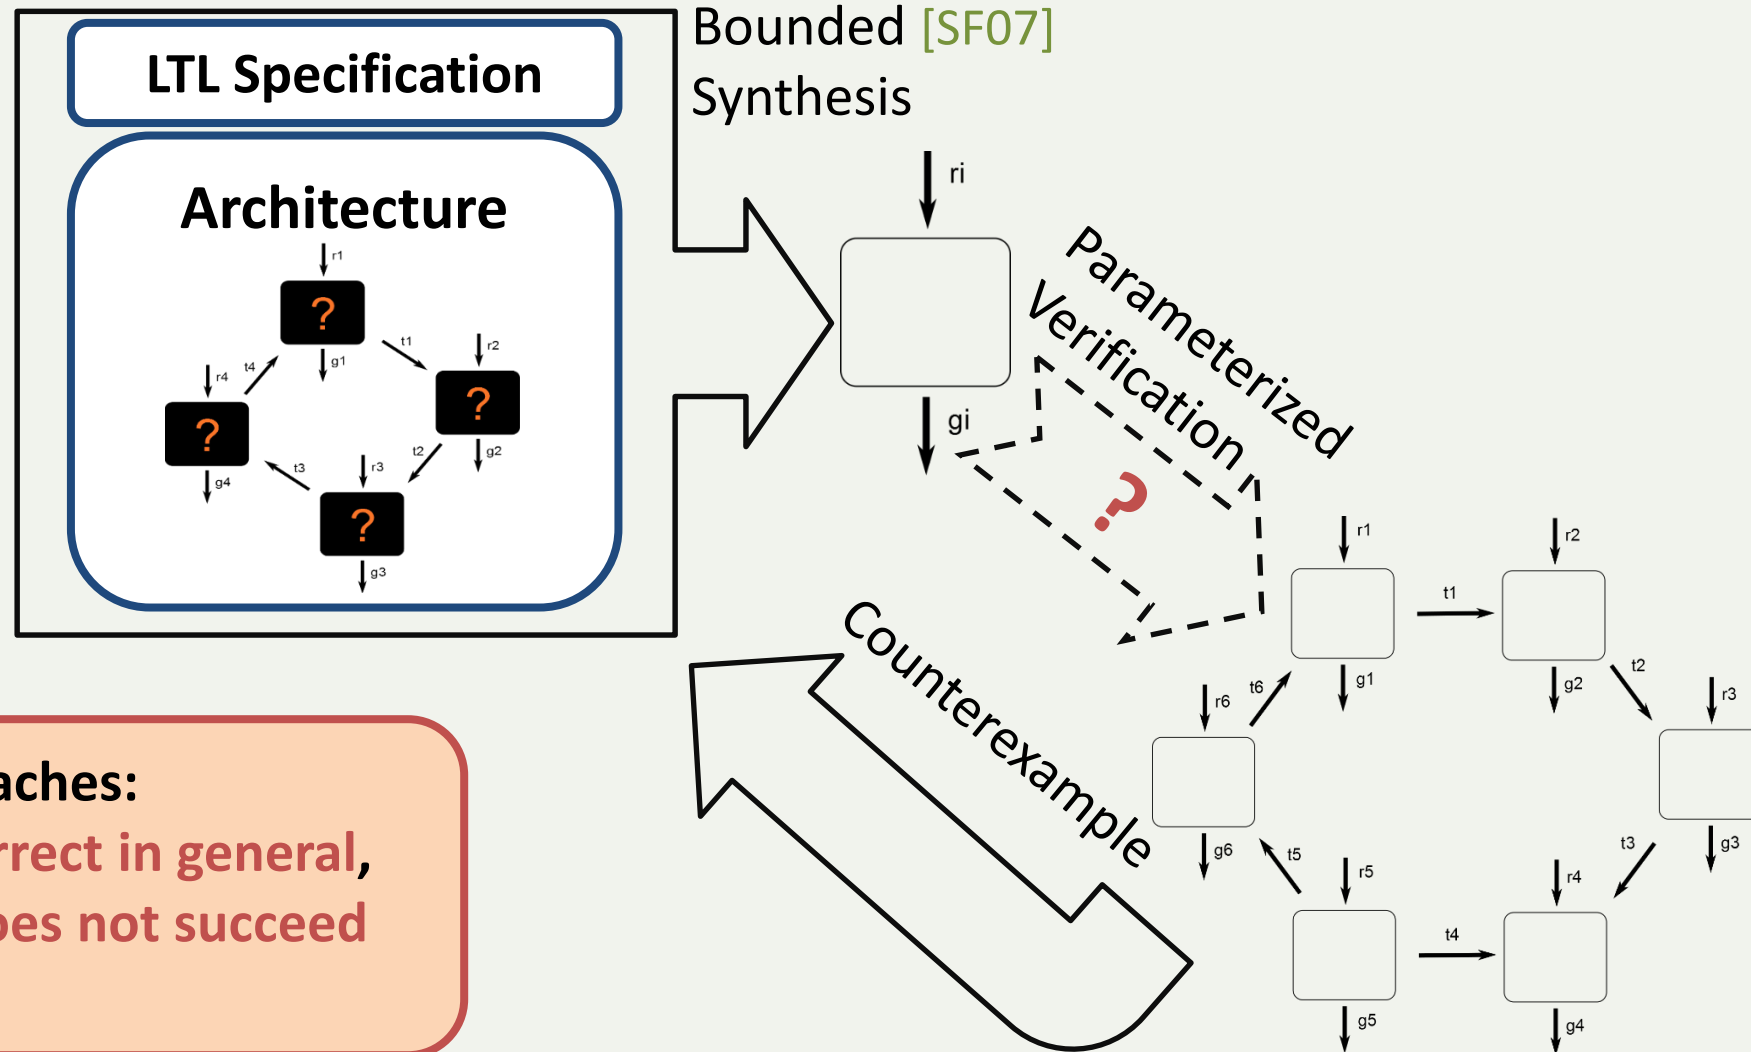 Bounded [SF07]
Synthesis
LTL Specification
Architecture
r1
?
g1
t1
r2
?
g2
t4
r4
?
g4
t2
t3
r3
?
g3
ri
gi
Parameterized
Verification
?
Counterexample
r1
g1
t1
r2
g2
t2
r3
g3
t6
r6
g6
t3
t5
r5
g5
t4
r4
g4
aches:
rrect in general,
oes not succeed